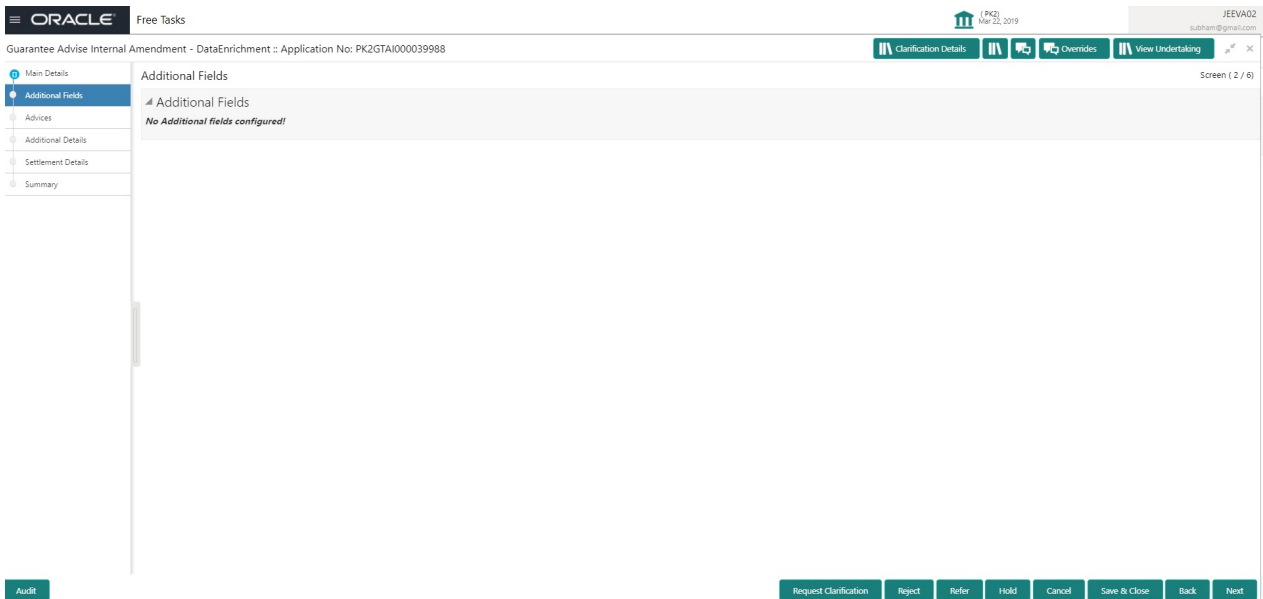 ORACLE Free Tasks (PK2) Mar 22, 2019 JEEVA02
subham@gmail.com
Guarantee Advise Internal Amendment - DataEnrichment :: Application No: PK2GTAI000039988 Clarification Details Overrides View Undertaking
Main Details
Additional Fields
Advices
Additional Details
Settlement Details
Summary
Additional Fields Screen ( 2 / 6)
Additional Fields
No Additional fields configured!
Audit Request Clarification Reject Refer Hold Cancel Save & Close Back Next